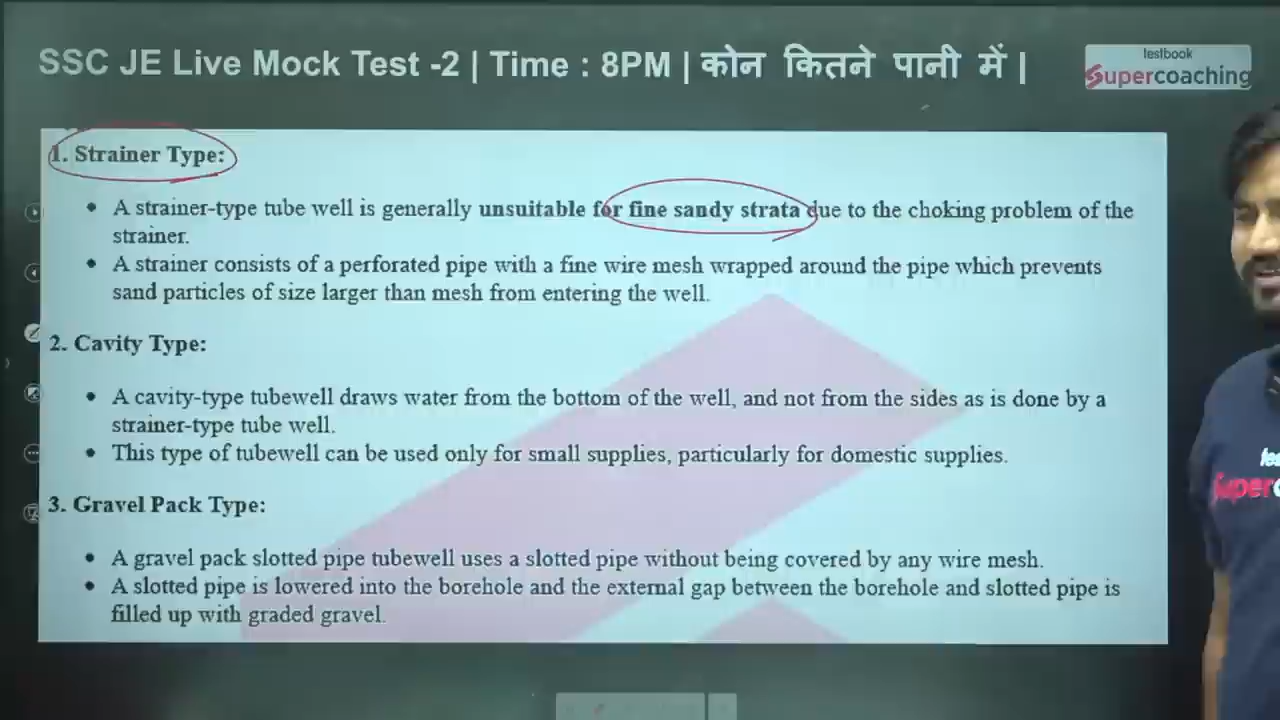 SSC JE Live Mock Test -2 | Time : 8PM | कोन कितने पानी में |
testbook
Supercoaching
1. Strainer Type:
• A strainer-type tube well is generally unsuitable for fine sandy strata due to the choking problem of the
strainer.
• A strainer consists of a perforated pipe with a fine wire mesh wrapped around the pipe which prevents
sand particles of size larger than mesh from entering the well.
2. Cavity Type:
• A cavity-type tubewell draws water from the bottom of the well, and not from the sides as is done by a
strainer-type tube well.
• This type of tubewell can be used only for small supplies, particularly for domestic supplies.
3. Gravel Pack Type:
• A gravel pack slotted pipe tubewell uses a slotted pipe without being covered by any wire mesh.
• A slotted pipe is lowered into the borehole and the external gap between the borehole and slotted pipe is
filled up with graded gravel.